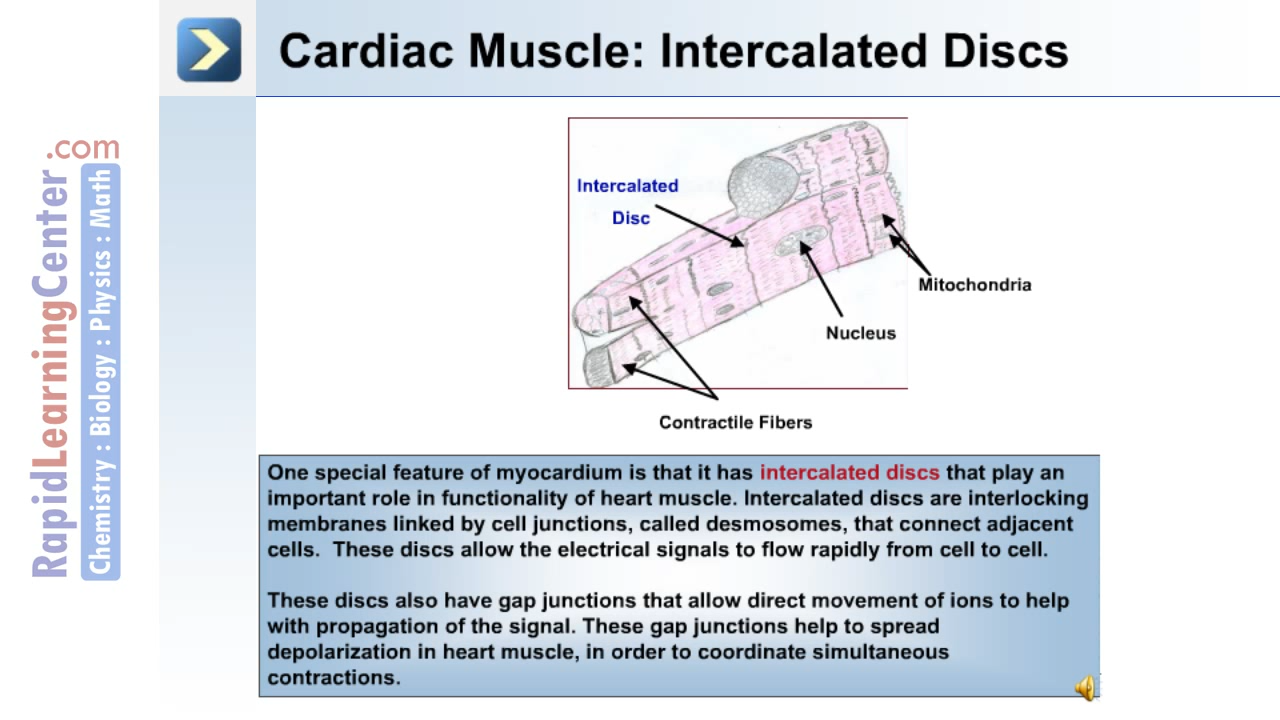 Cardiac Muscle: Intercalated Discs
RapidLearningCenter.com
Chemistry : Biology : Physics : Math
Intercalated
Disc
Mitochondria
Nucleus
Contractile Fibers
One special feature of myocardium is that it has intercalated discs that play an
important role in functionality of heart muscle. Intercalated discs are interlocking
membranes linked by cell junctions, called desmosomes, that connect adjacent
cells. These discs allow the electrical signals to flow rapidly from cell to cell.
These discs also have gap junctions that allow direct movement of ions to help
with propagation of the signal. These gap junctions help to spread
depolarization in heart muscle, in order to coordinate simultaneous
contractions.